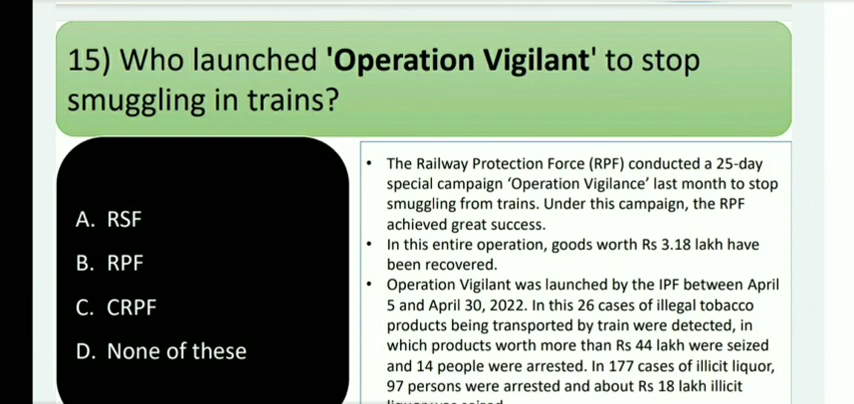 15) Who launched 'Operation Vigilant' to stop
smuggling in trains?
A. RSF
B. RPF
C. CRPF
D. None of these
• The Railway Protection Force (RPF) conducted a 25-day
special campaign ‘Operation Vigilance’ last month to stop
smuggling from trains. Under this campaign, the RPF
achieved great success.
• In this entire operation, goods worth Rs 3.18 lakh have
been recovered.
• Operation Vigilant was launched by the IPF between April
5 and April 30, 2022. In this 26 cases of illegal tobacco
products being transported by train were detected, in
which products worth more than Rs 44 lakh were seized
and 14 people were arrested. In 177 cases of illicit liquor,
97 persons were arrested and about Rs 18 lakh illicit